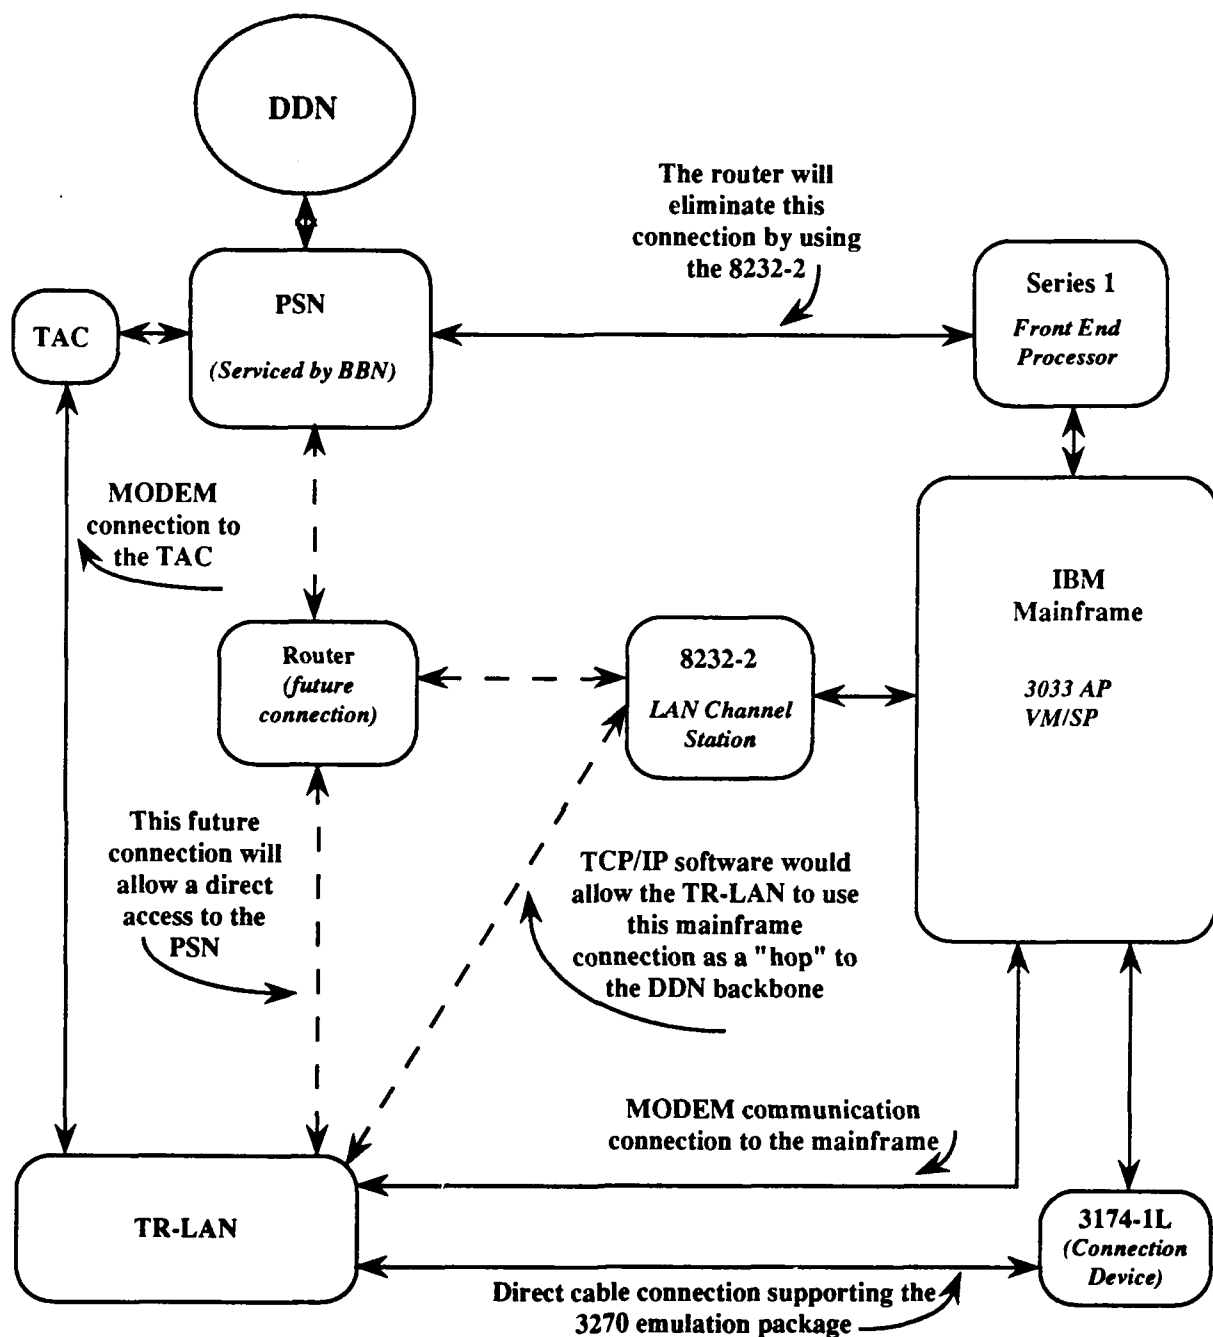 DDN
The router will
eliminate this
connection by using
the 8232-2
PSN
(Serviced by BBN)
TAC
Series 1
Front End
Processor
MODEM
connection to
the TAC
IBM
Mainframe
3033 AP
VM/SP
Router
(future
connection)
8232-2
LAN Channel
Station
This future
connection will
allow a direct
access to the
PSN
TCP/IP software would
allow the TR-LAN to use
this mainframe
connection as a "hop" to
the DDN backbone
MODEM communication
connection to the mainframe
TR-LAN
3174-1L
(Connection
Device)
Direct cable connection supporting the
3270 emulation package